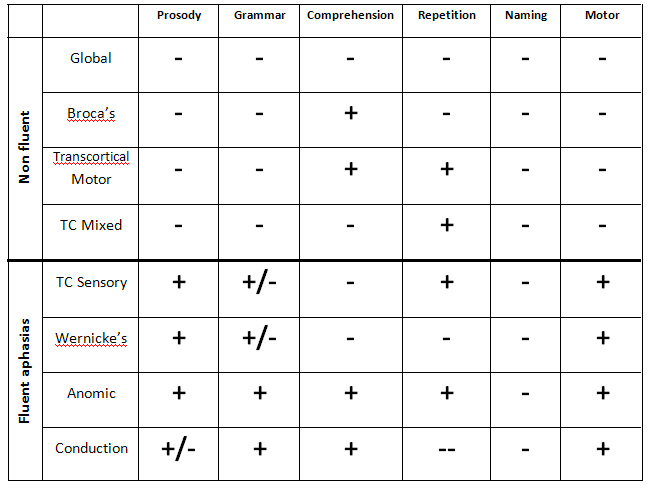 Prosody Grammar Comprehension Repetition Naming Motor
Non fluent
Global - - - - - -
Broca's - - + - - -
Transcortical
Motor - - + + - -
TC Mixed - - - + - -
Fluent aphasias
TC Sensory + +/- - + - +
Wernicke's + +/- - - - +
Anomic + + + + - +
Conduction +/- + + -- - +